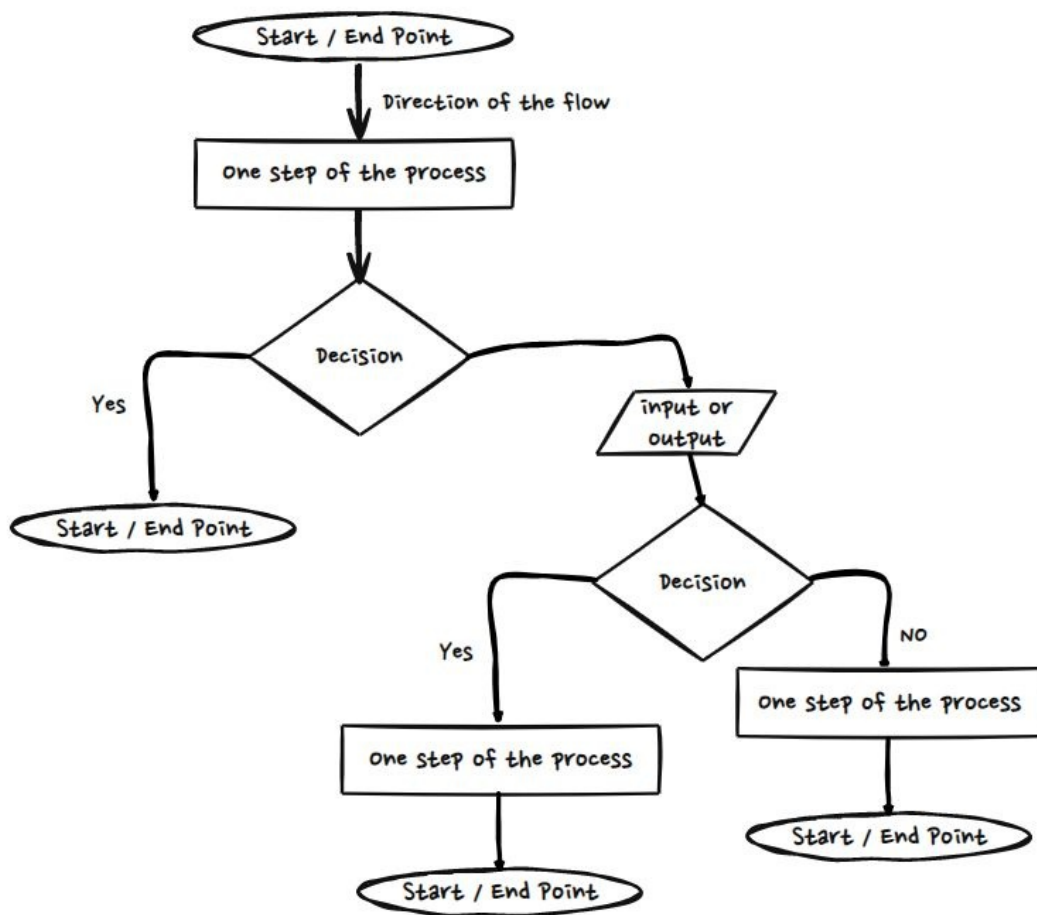 Start / End Point
Direction of the flow
One step of the process
Decision
Yes
input or
output
Start / End Point
Decision
Yes
NO
One step of the process
One step of the process
Start / End Point
Start / End Point